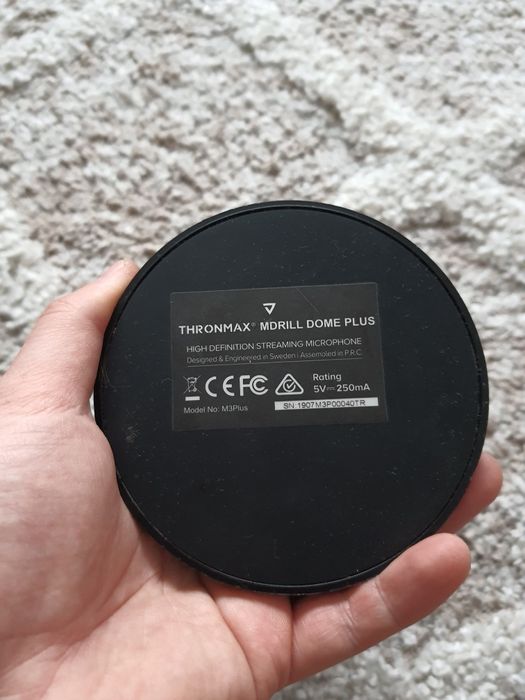 THRONMAX® MDRILL DOME PLUS
HIGH DEFINITION STREAMING MICROPHONE
Designed & Engineered in Sweden | Assembled in P.R.C.
CE FC Rating
5V⎓250mA
Model No: M3Plus
SN:1907M3P00040TR